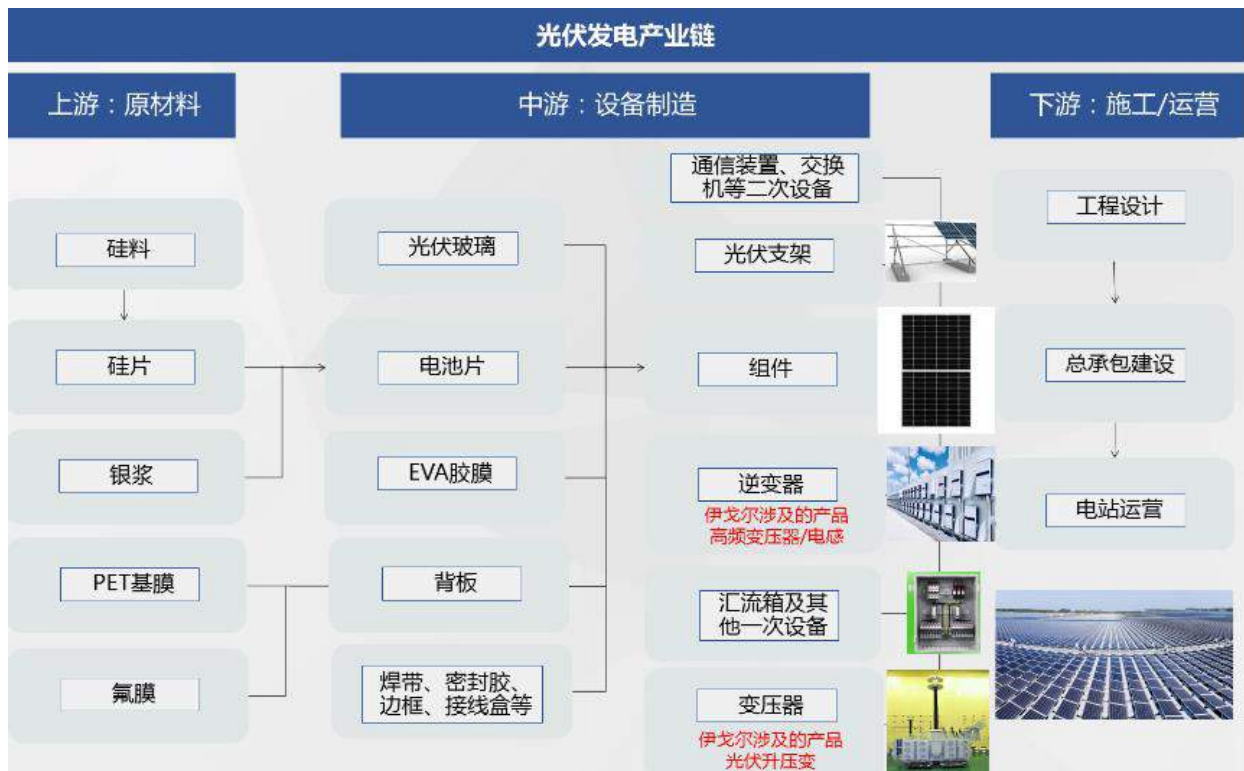 光伏发电产业链
上游：原材料
中游：设备制造
下游：施工/运营
硅料
硅片
银浆
PET基膜
氟膜
光伏玻璃
电池片
EVA胶膜
背板
焊带、密封胶、
边框、接线盒等
通信装置、交换
机等二次设备
光伏支架
组件
逆变器
伊戈尔涉及的产品
高频变压器/电感
汇流箱及其
他一次设备
变压器
伊戈尔涉及的产品
光伏升压变
工程设计
总承包建设
电站运营